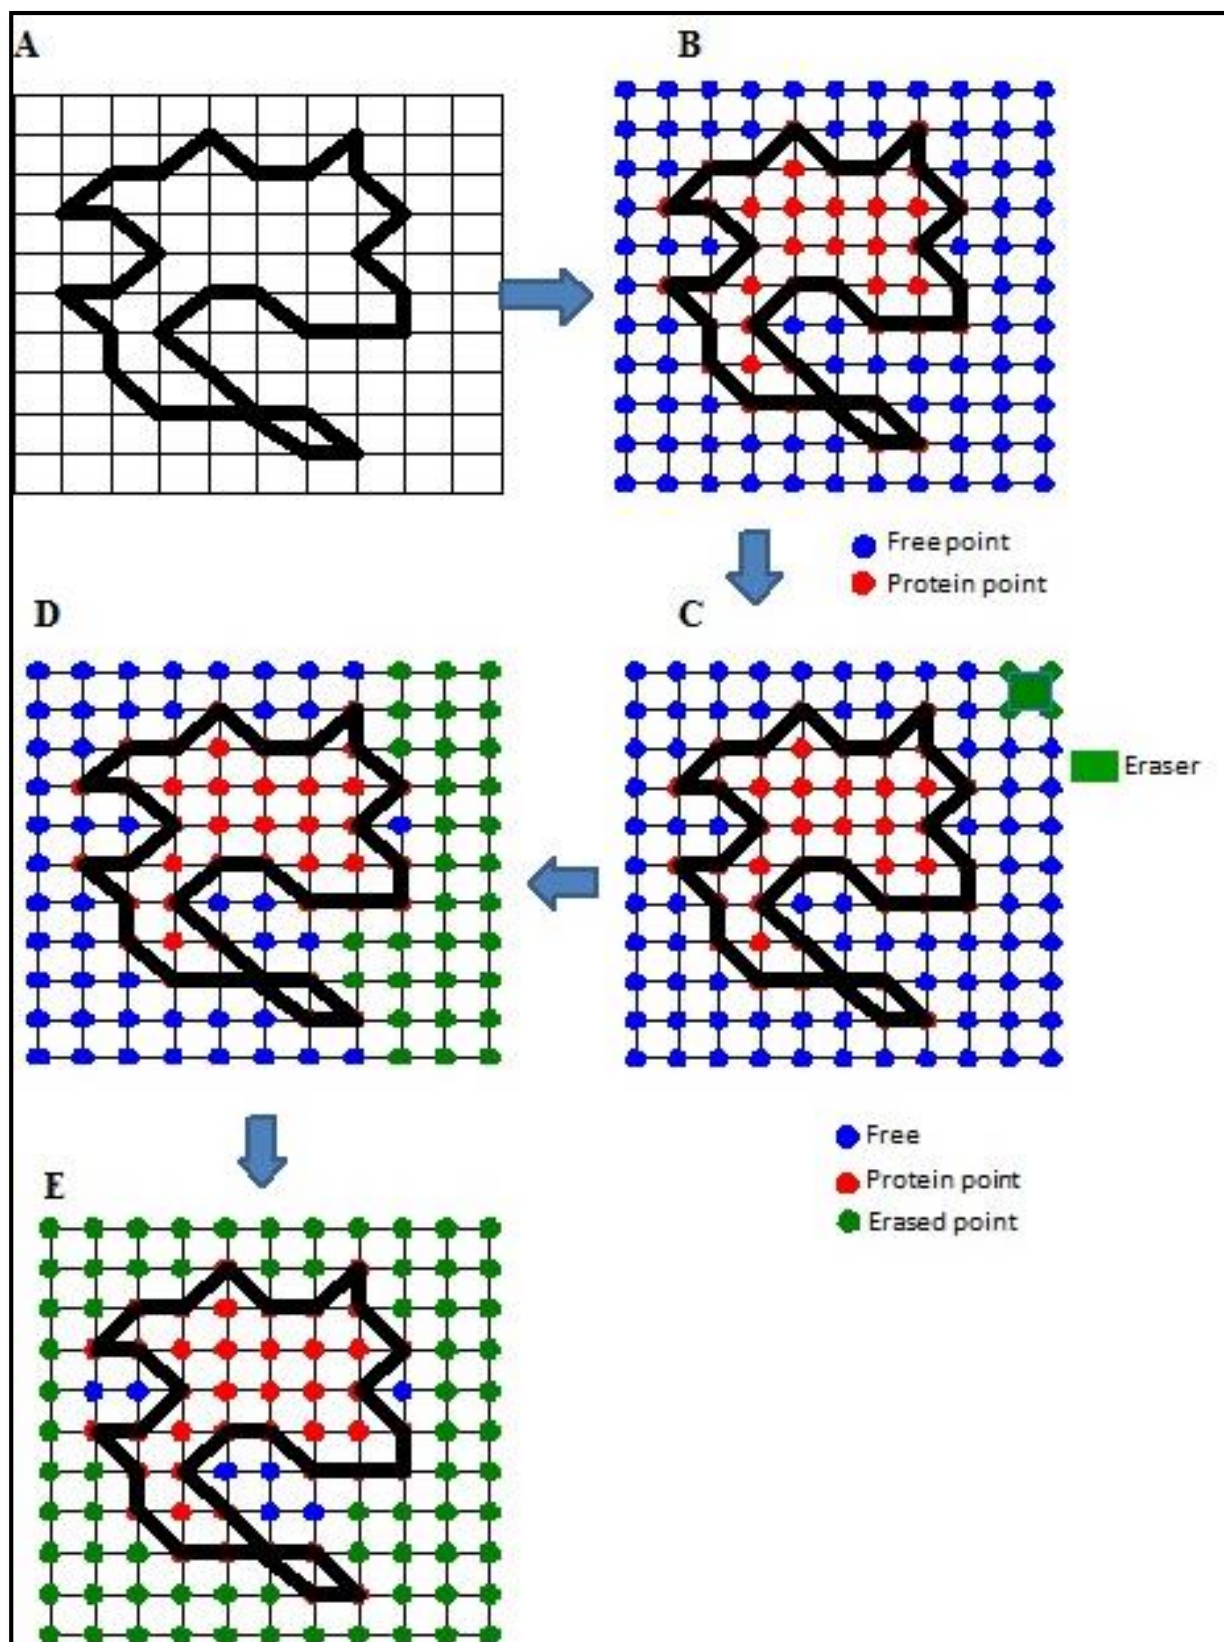 A
B
Free point
Protein point
D
C
Eraser
Free
Protein point
Erased point
E